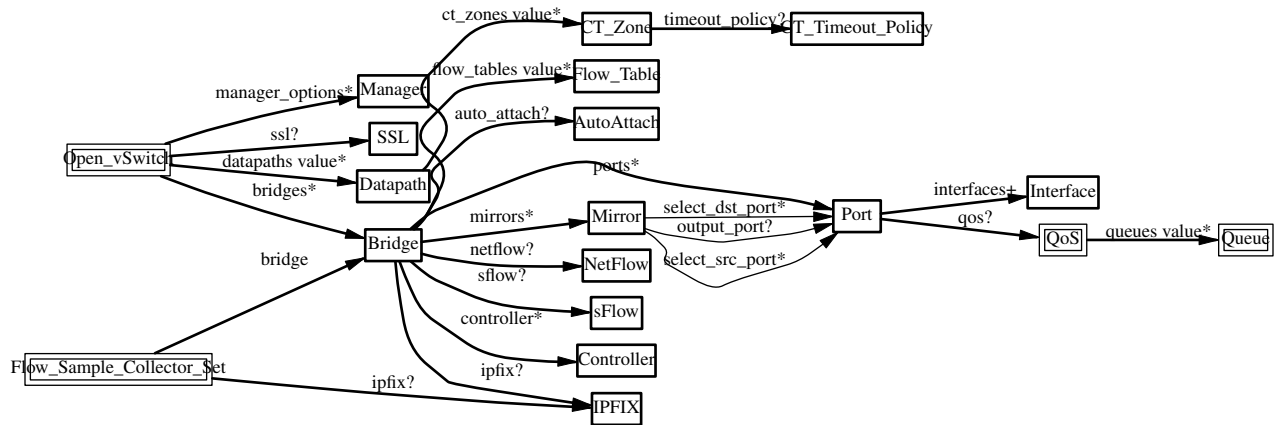 ct_zones value*
CT_Zone
timeout_policy?
CT_Timeout_Policy
flow_tables value*
Flow_Table
manager_options*
Manager
auto_attach?
AutoAttach
ssl?
SSL
Open_vSwitch
datapaths value*
Datapath
bridges*
ports*
interfaces+
Interface
mirrors*
Mirror
select_dst_port*
Port
output_port?
qos?
QoS
queues value*
Queue
Bridge
netflow?
NetFlow
select_src_port*
bridge
sflow?
sFlow
controller*
Controller
Flow_Sample_Collector_Set
ipfix?
ipfix?
IPFIX